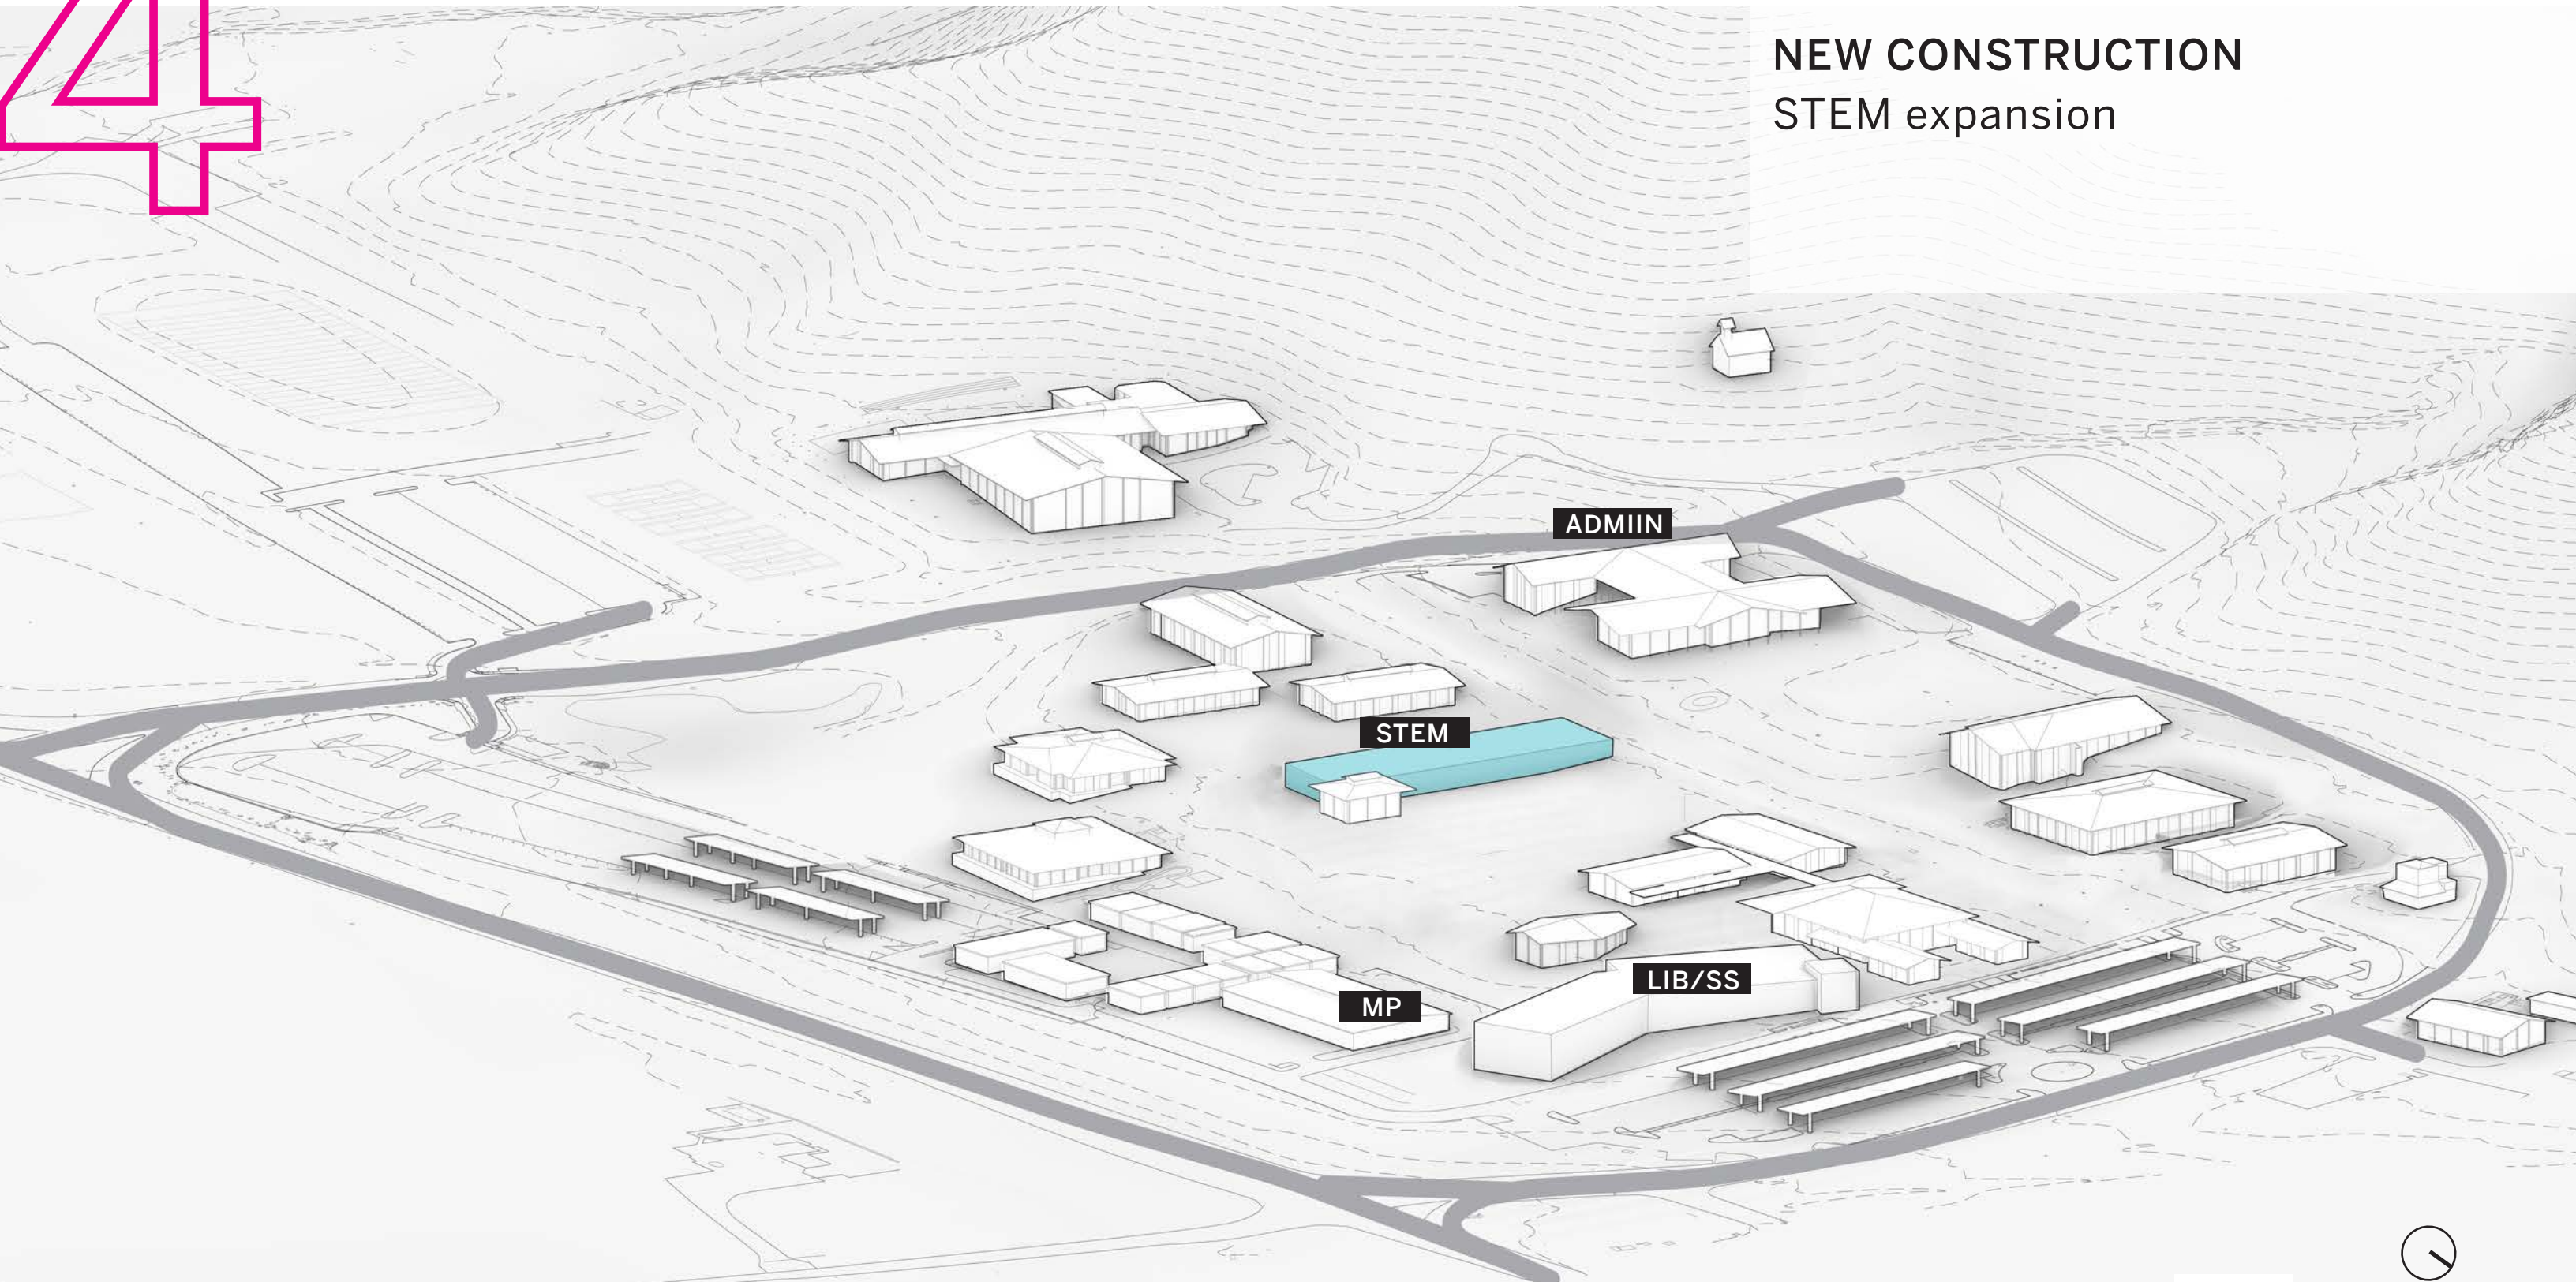 4
NEW CONSTRUCTION
STEM expansion
ADMIIN
STEM
LIB/SS
MP